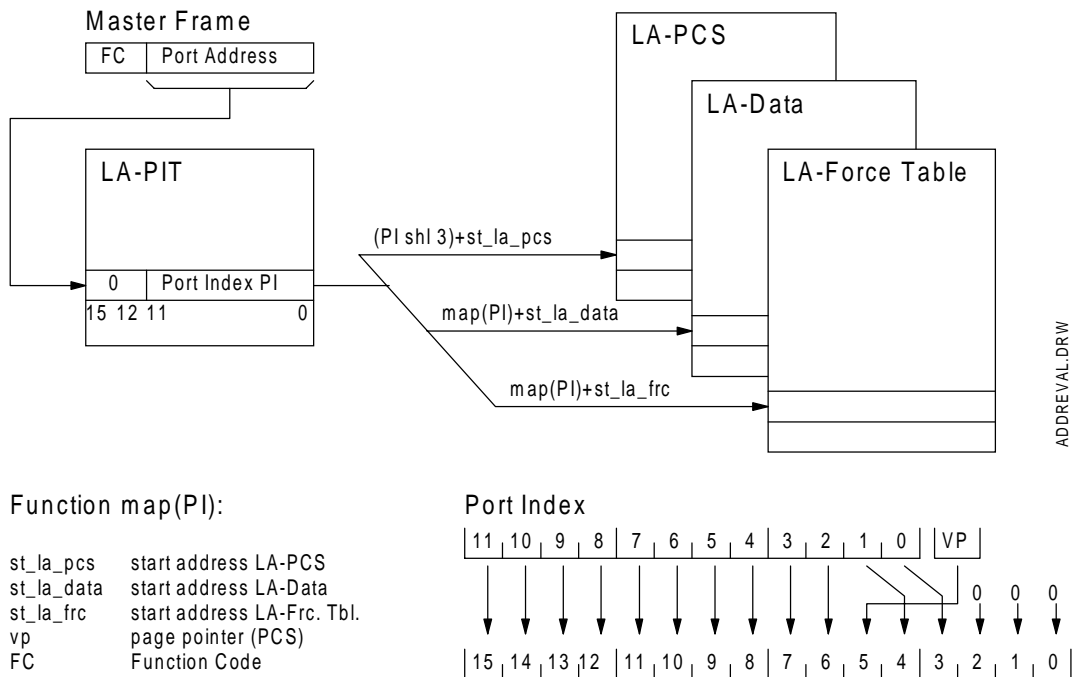 Master Frame
FC Port Address
LA-PIT
0 Port Index PI
15 12 11 0
LA-PCS
LA-Data
LA-Force Table
(PI shl 3)+st_la_pcs
map(PI)+st_la_data
map(PI)+st_la_frc
ADDREVAL.DRW
Function map(PI):
st_la_pcs start address LA-PCS
st_la_data start address LA-Data
st_la_frc start address LA-Frc. Tbl.
vp page pointer (PCS)
FC Function Code
Port Index
11 10 9 8 7 6 5 4 3 2 1 0 VP
0 0 0
15 14 13 12 11 10 9 8 7 6 5 4 3 2 1 0